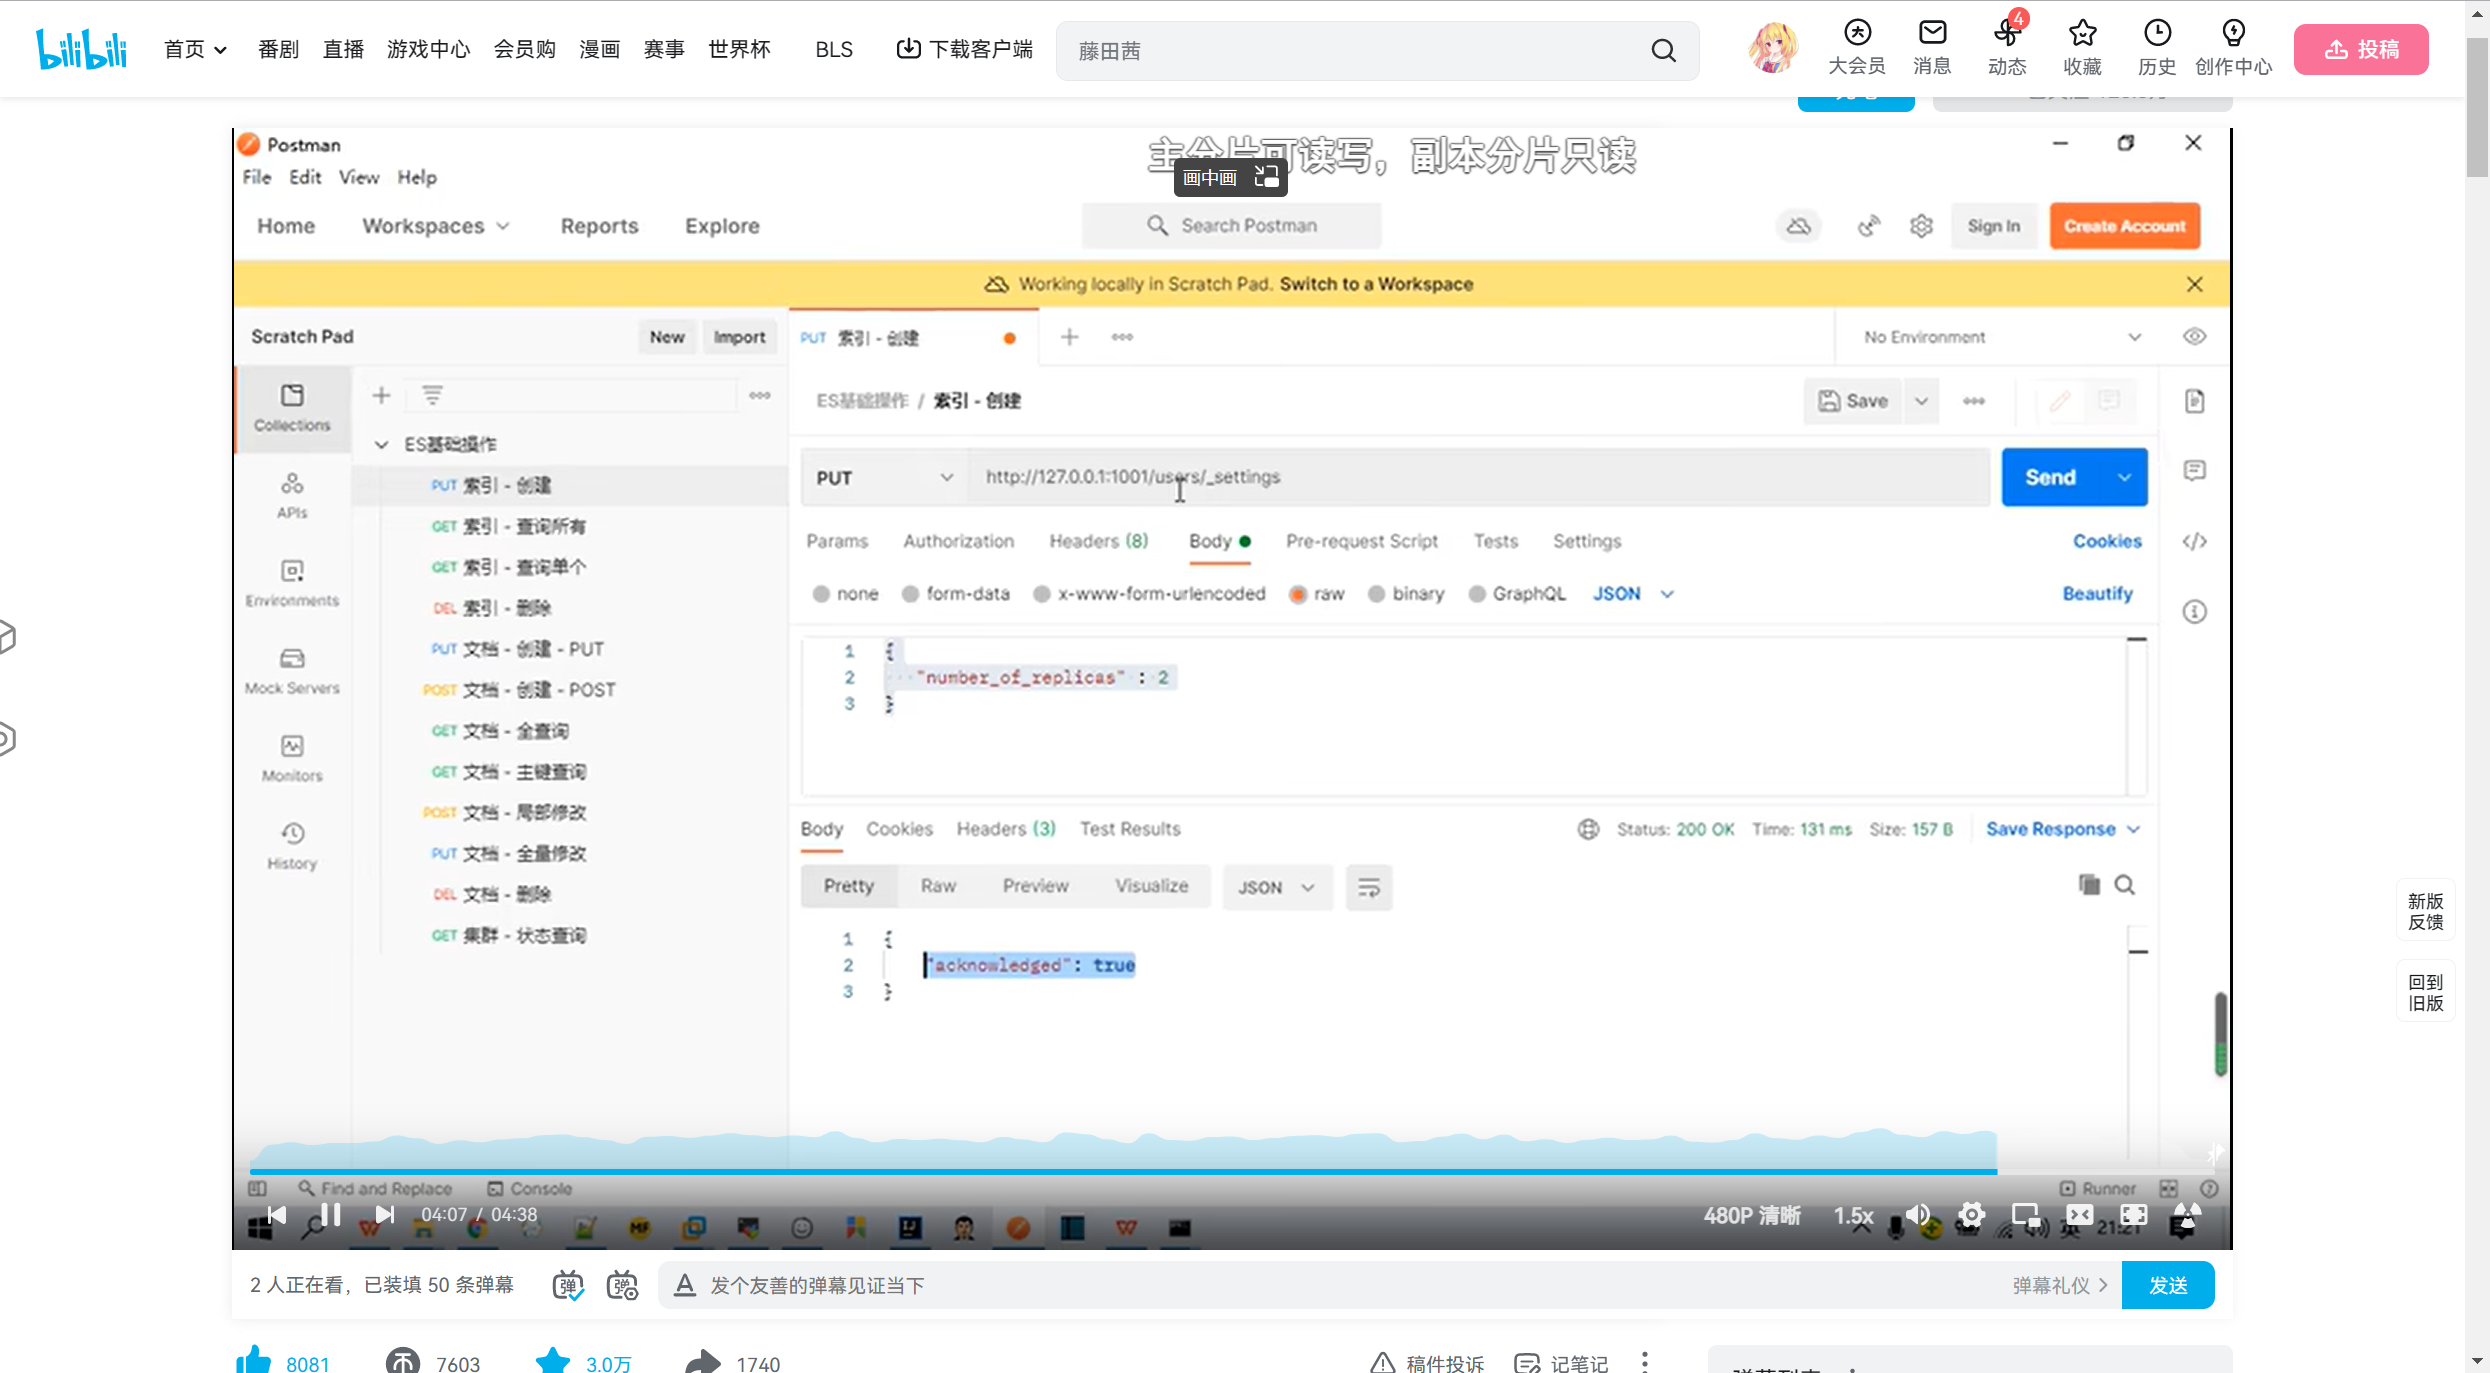 bilibili 首页 番剧 直播 游戏中心 会员购 漫画 赛事 世界杯 BLS 下载客户端 藤田茜 大会员 消息 4 动态 收藏 历史 创作中心 投稿
Postman
主分片可读写，副本分片只读
画中画
File Edit View Help
Home Workspaces Reports Explore Search Postman Sign In Create Account
Working locally in Scratch Pad. Switch to a Workspace
Scratch Pad New Import PUT 索引 - 创建 No Environment
Collections
ES基础操作 / 索引 - 创建 Save
ES基础操作
PUT 索引 - 创建
PUT http://127.0.0.1:1001/users/_settings Send
APIs
GET 索引 - 查询所有
Params Authorization Headers (8) Body Pre-request Script Tests Settings Cookies
GET 索引 - 查询单个
Environments
none form-data x-www-form-urlencoded raw binary GraphQL JSON Beautify
DEL 索引 - 删除
PUT 文档 - 创建 - PUT
1 {
2 "number_of_replicas" : 2
3 }
Mock Servers
POST 文档 - 创建 - POST
GET 文档 - 全查询
Monitors
GET 文档 - 主键查询
POST 文档 - 局部修改
Body Cookies Headers (3) Test Results Status: 200 OK Time: 131 ms Size: 157 B Save Response
History
PUT 文档 - 全量修改
Pretty Raw Preview Visualize JSON
DEL 文档 - 删除
GET 集群 - 状态查询
1 {
2 "acknowledged": true
3 }
新版
反馈
回到
旧版
Find and Replace Console Runner
04:07 / 04:38 480P 清晰 1.5x 英 21:21
2 人正在看，已装填 50 条弹幕 弹 弹 A 发个友善的弹幕见证当下 弹幕礼仪 > 发送
8081 7603 3.0万 1740 稿件投诉 记笔记